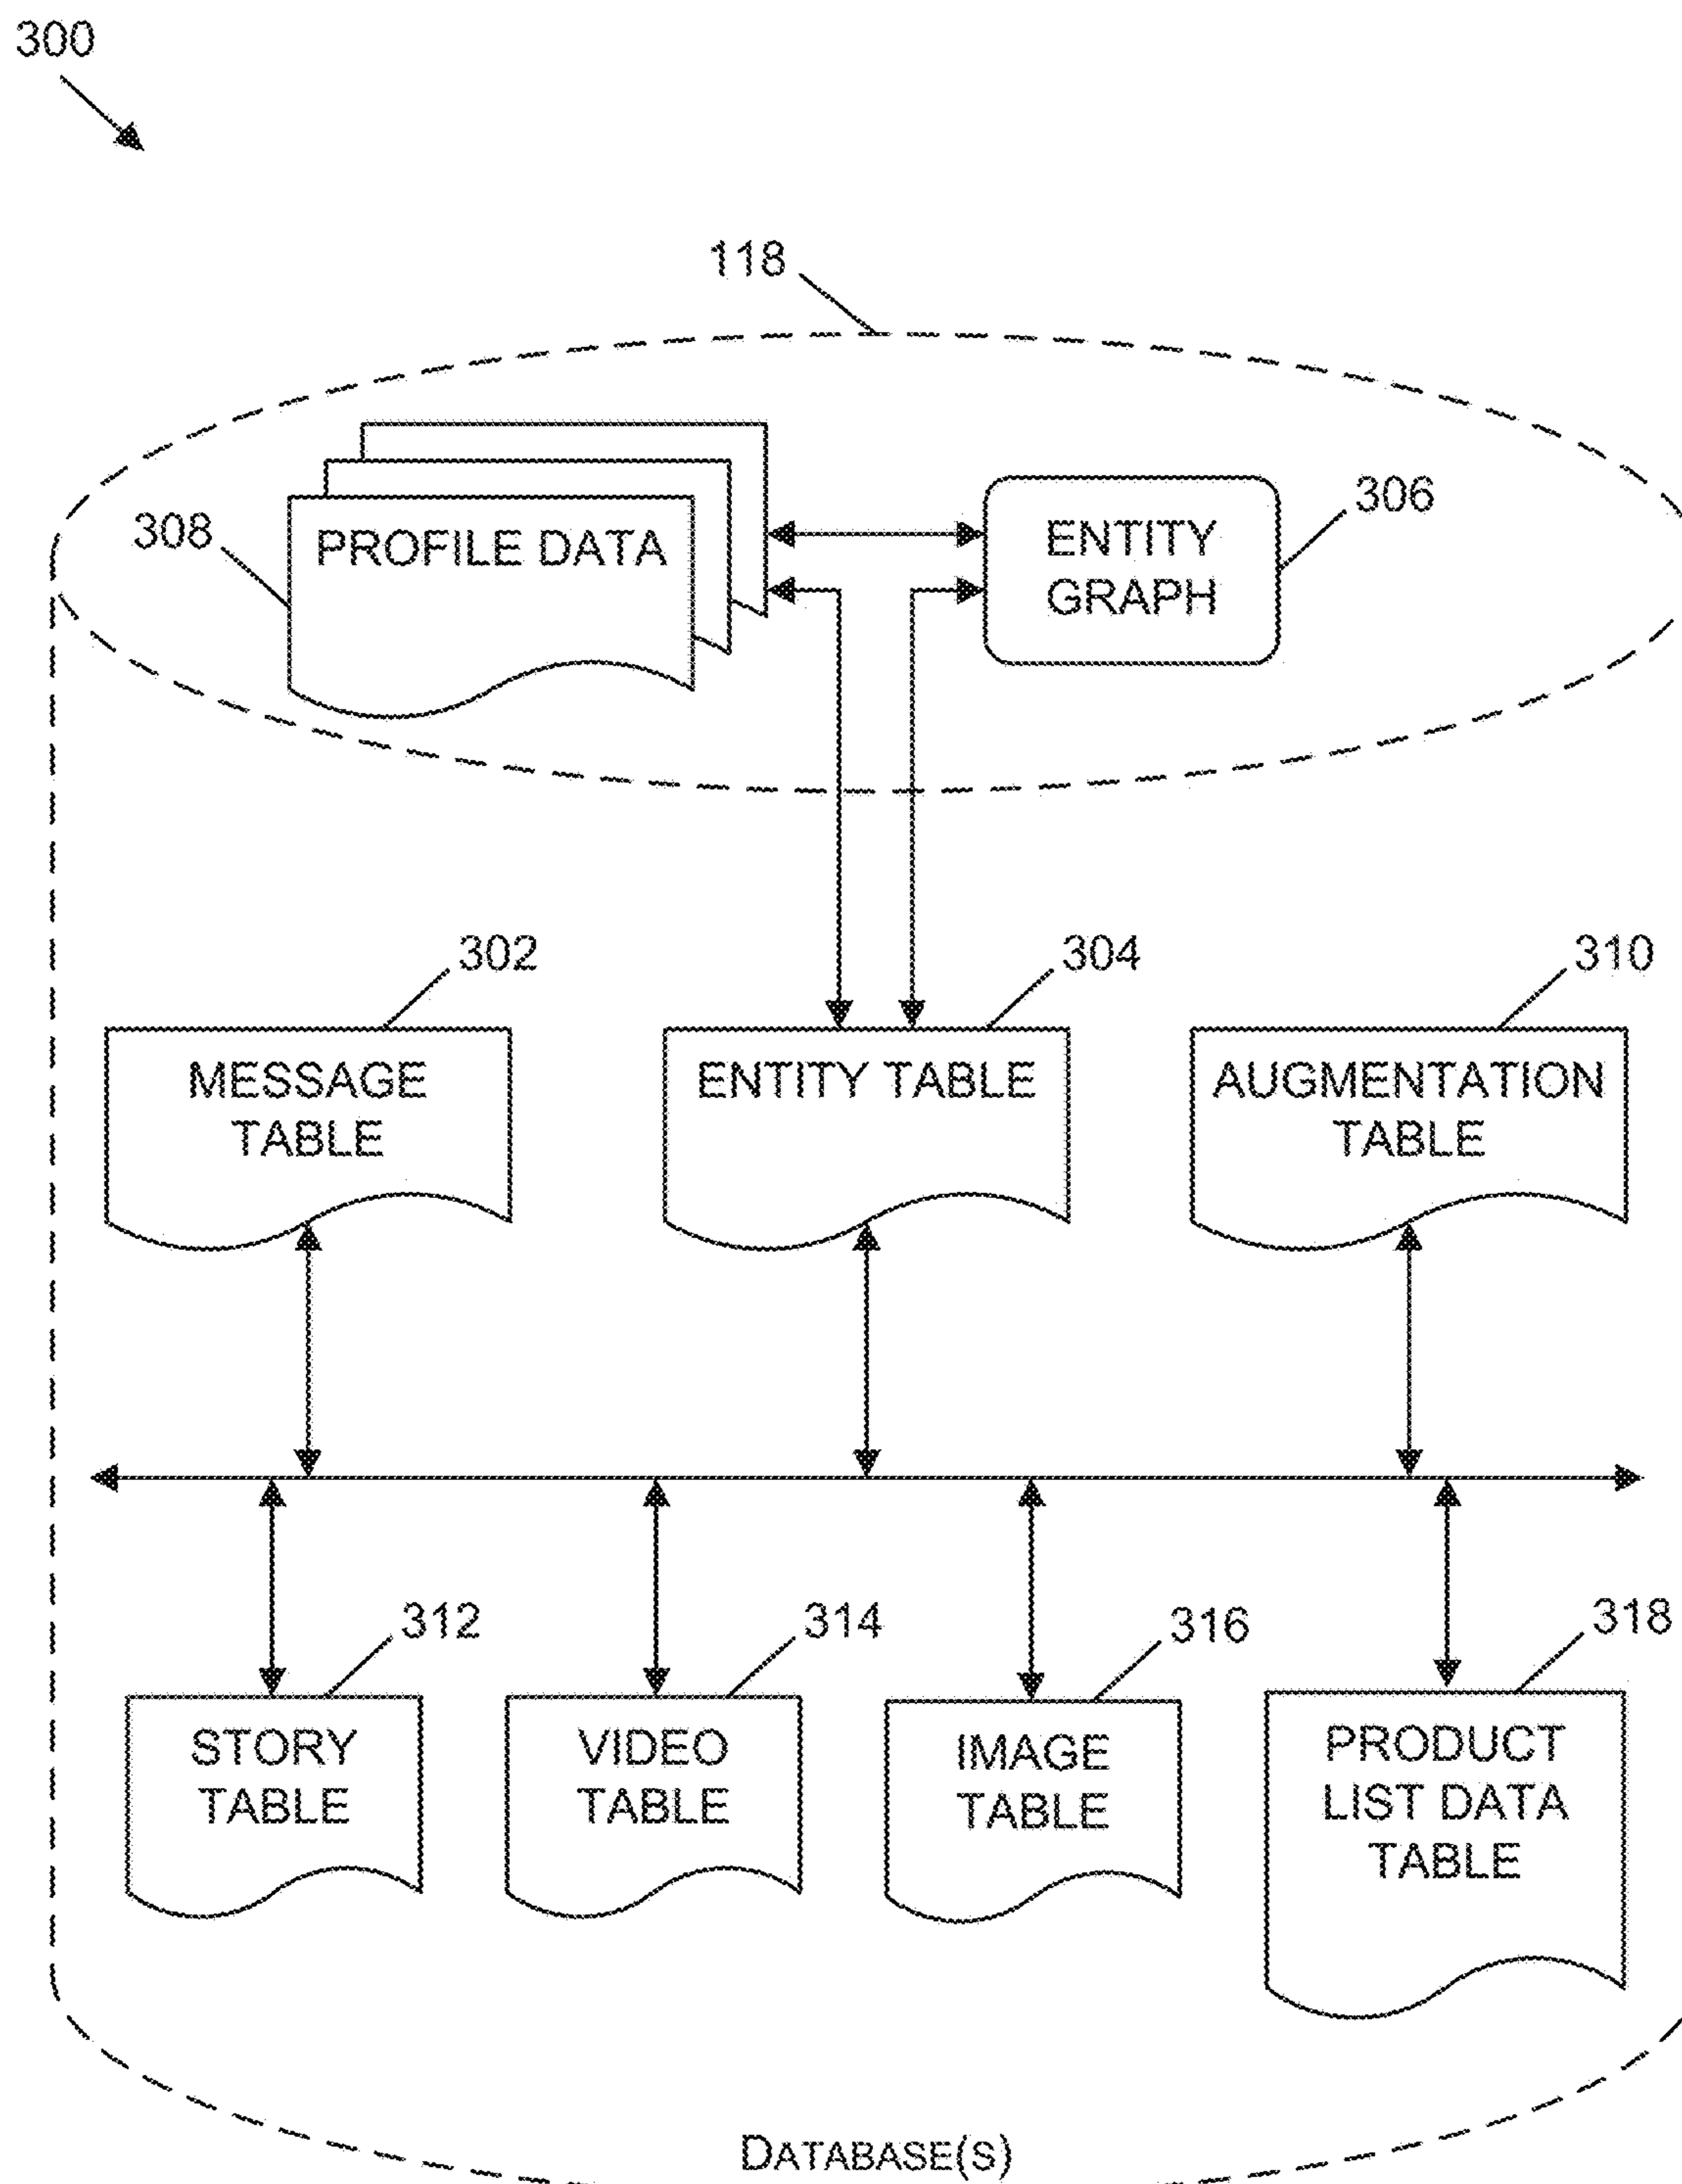 300
118
308
PROFILE DATA
ENTITY
GRAPH
306
302
304
310
MESSAGE
TABLE
ENTITY TABLE
AUGMENTATION
TABLE
312
314
316
318
STORY
TABLE
VIDEO
TABLE
IMAGE
TABLE
PRODUCT
LIST DATA
TABLE
DATABASE(S)